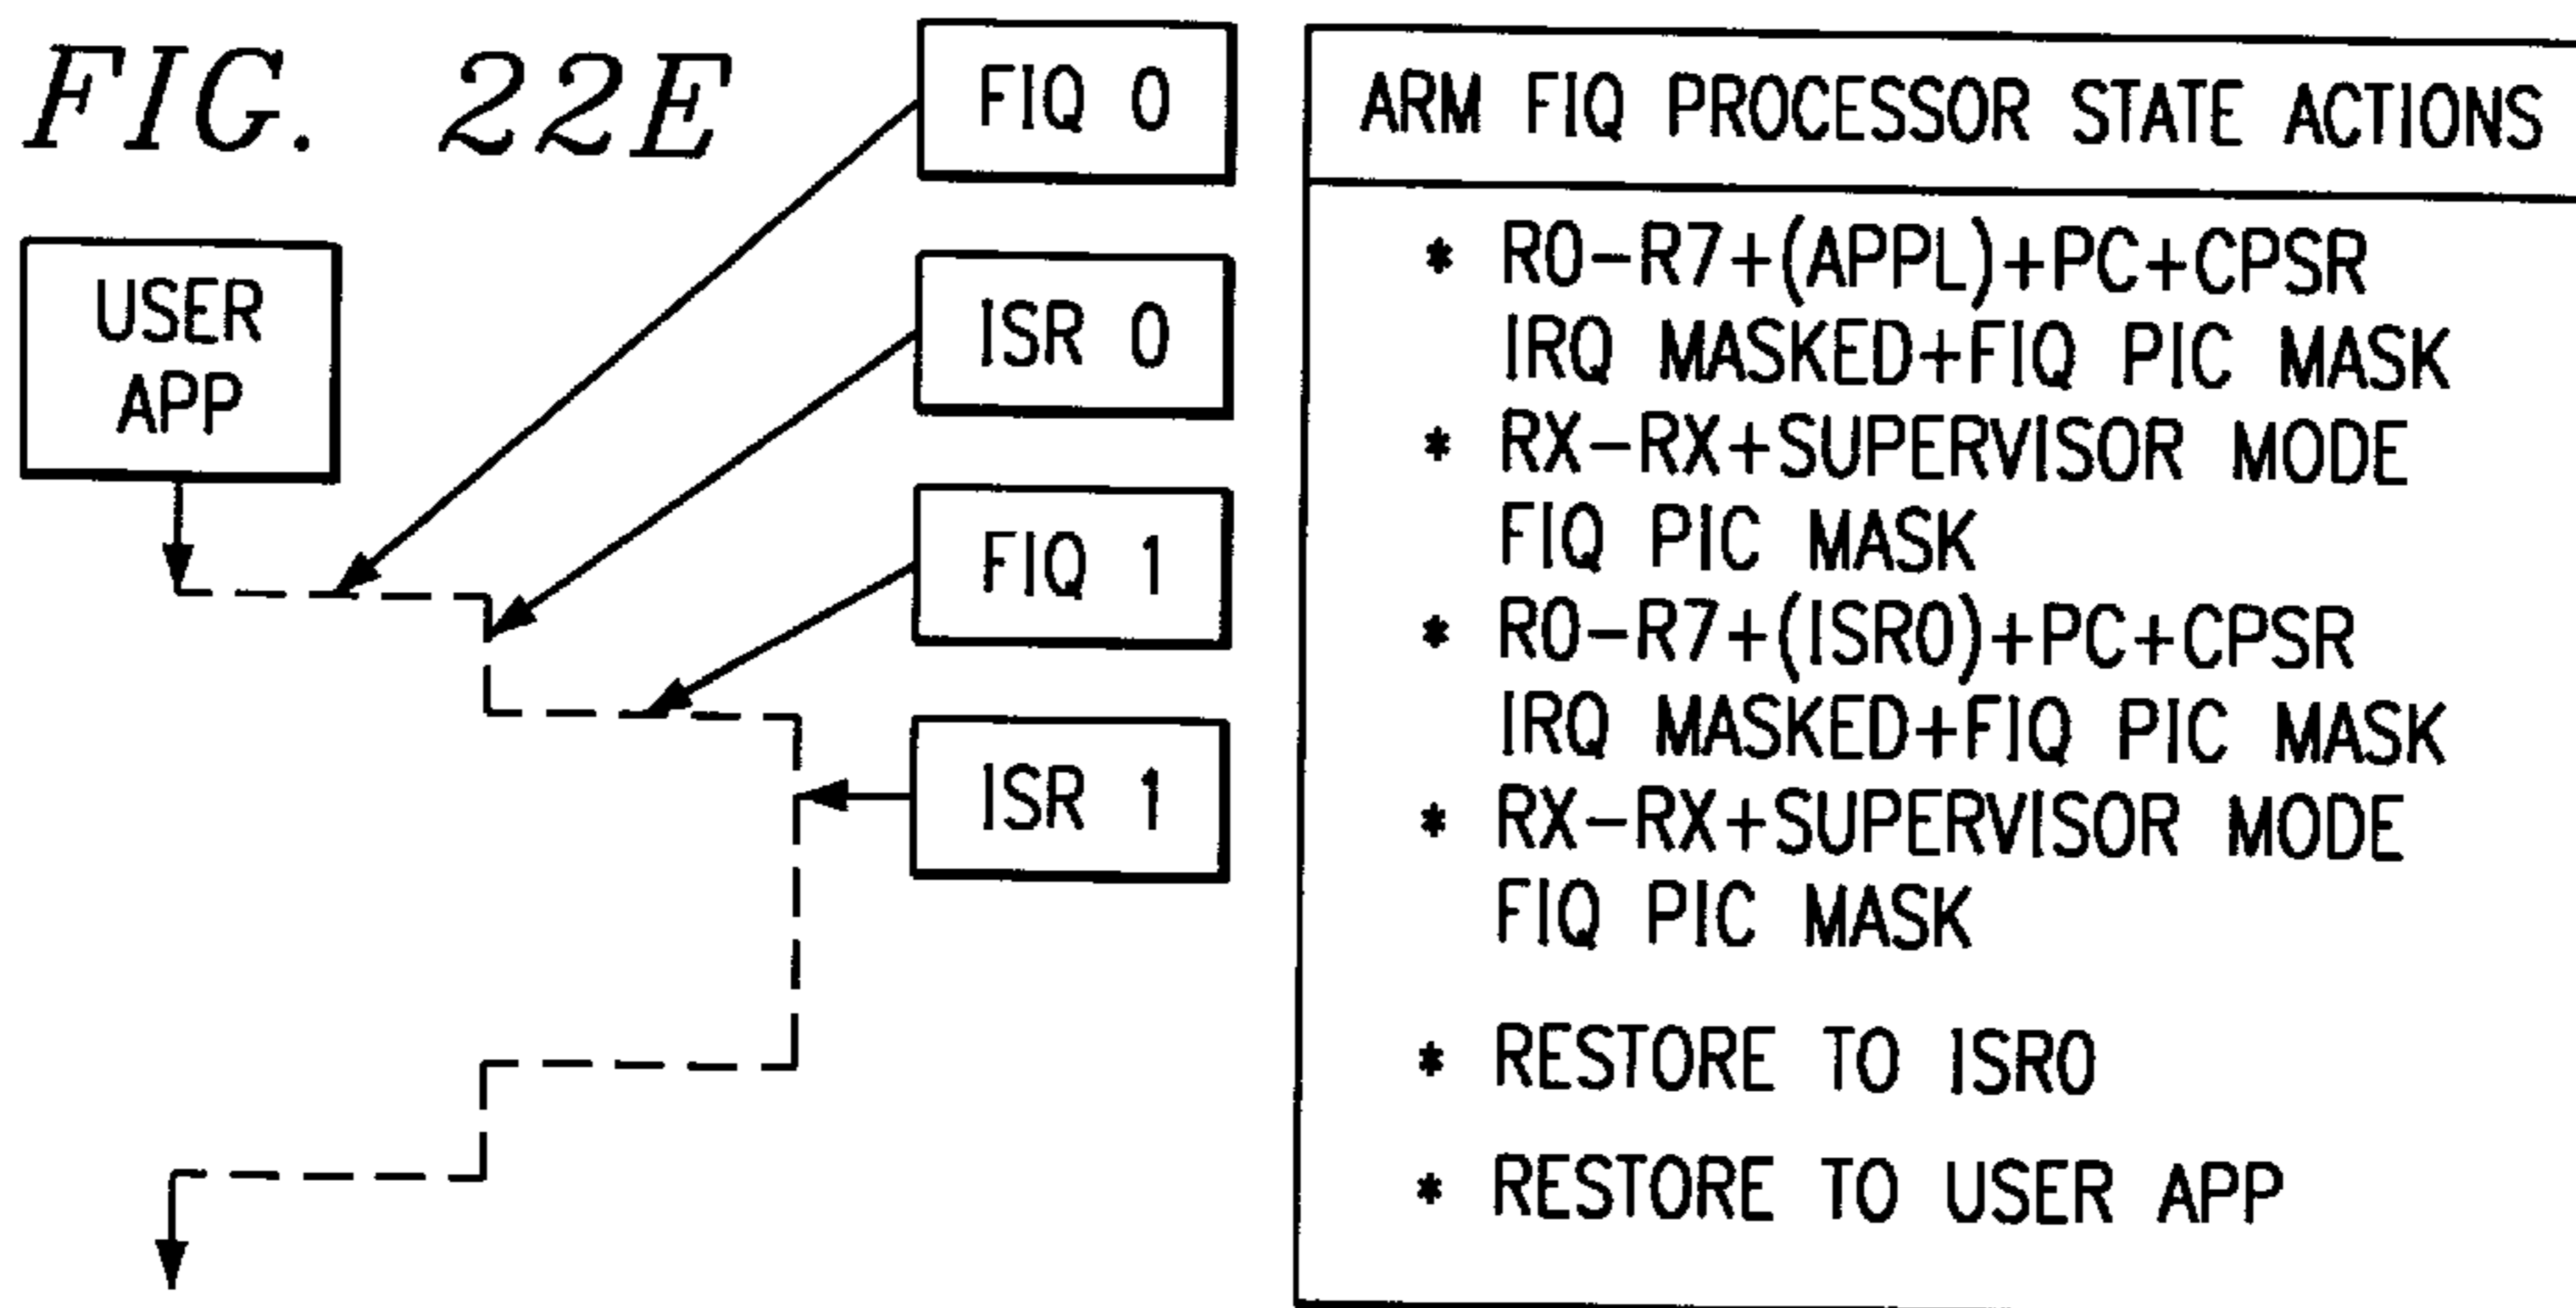 FIG. 22E
USER
APP
FIQ 0
ISR 0
FIQ 1
ISR 1
ARM FIQ PROCESSOR STATE ACTIONS
* R0-R7+(APPL)+PC+CPSR
IRQ MASKED+FIQ PIC MASK
* RX-RX+SUPERVISOR MODE
FIQ PIC MASK
* R0-R7+(ISR0)+PC+CPSR
IRQ MASKED+FIQ PIC MASK
* RX-RX+SUPERVISOR MODE
FIQ PIC MASK
* RESTORE TO ISR0
* RESTORE TO USER APP